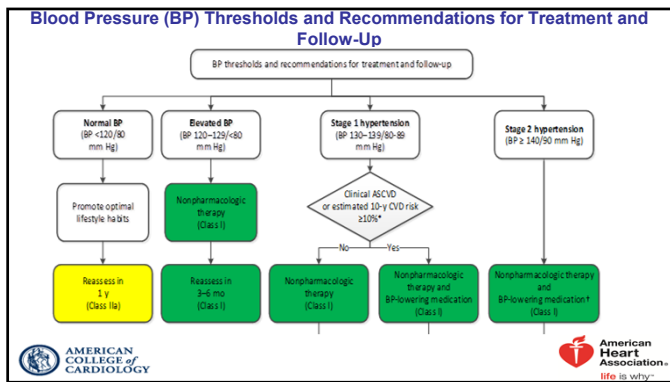 Blood Pressure (BP) Thresholds and Recommendations for Treatment and
Follow-Up
BP thresholds and recommendations for treatment and follow-up
Normal BP
(BP <120/80
mm Hg)
Elevated BP
(BP 120–129/<80
mm Hg)
Stage 1 hypertension
(BP 130–139/80-89
mm Hg)
Stage 2 hypertension
(BP ≥ 140/90 mm Hg)
Promote optimal
lifestyle habits
Nonpharmacologic
therapy
(Class I)
Clinical ASCVD
or estimated 10-y CVD risk
≥10%*
No
Yes
Reassess in
1 y
(Class IIa)
Reassess in
3–6 mo
(Class I)
Nonpharmacologic
therapy
(Class I)
Nonpharmacologic
therapy and
BP-lowering medication
(Class I)
Nonpharmacologic therapy
and
BP-lowering medication†
(Class I)
AMERICAN
COLLEGE of
CARDIOLOGY
American
Heart
Association®
life is why™